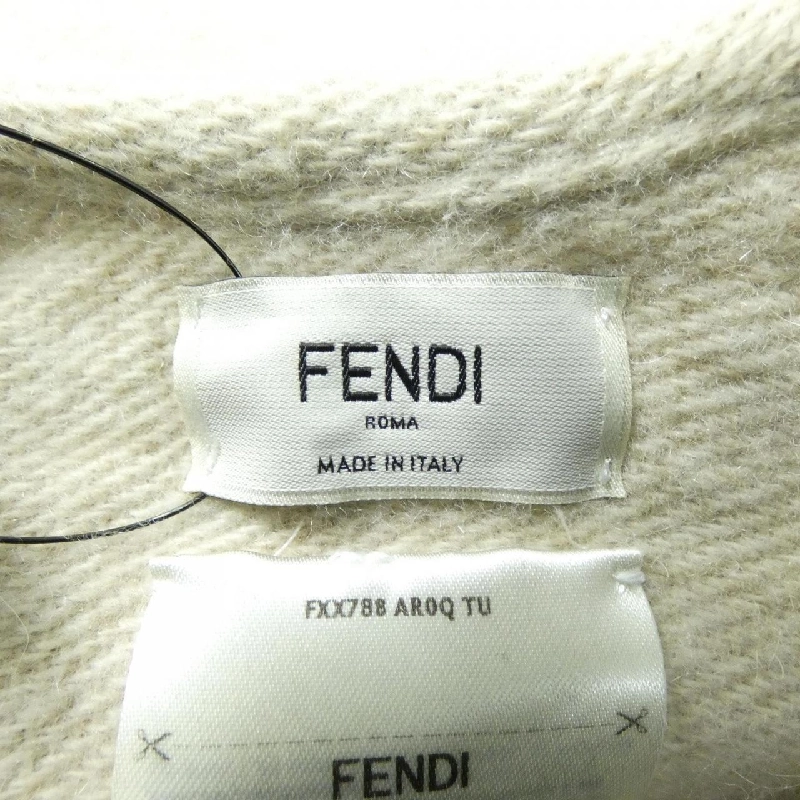 FENDI
ROMA
MADE IN ITALY
FXX788 AR0Q TU
FENDI